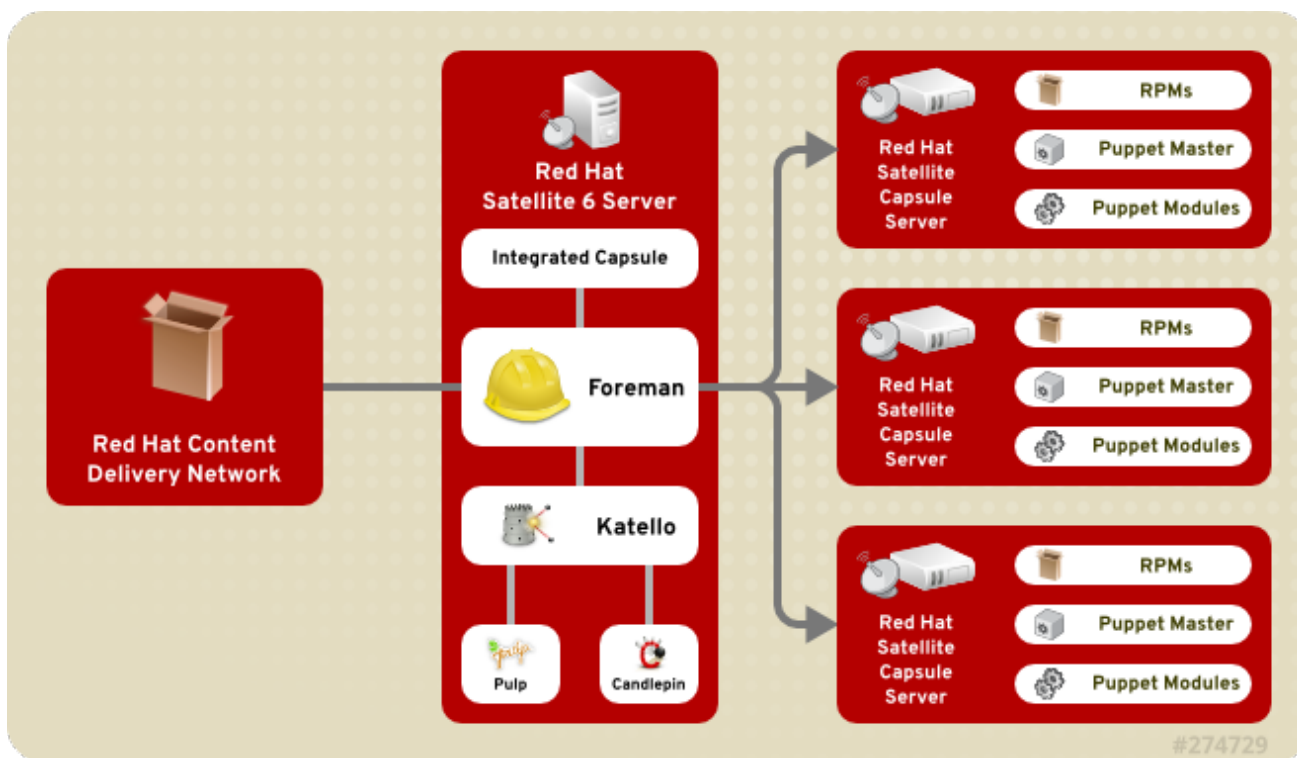 Red Hat Content
Delivery Network
Red Hat
Satellite 6 Server
Integrated Capsule
Foreman
Katello
Pulp
Candlepin
Red Hat
Satellite
Capsule
Server
RPMs
Puppet Master
Puppet Modules
Red Hat
Satellite
Capsule
Server
RPMs
Puppet Master
Puppet Modules
Red Hat
Satellite
Capsule
Server
RPMs
Puppet Master
Puppet Modules
#274729